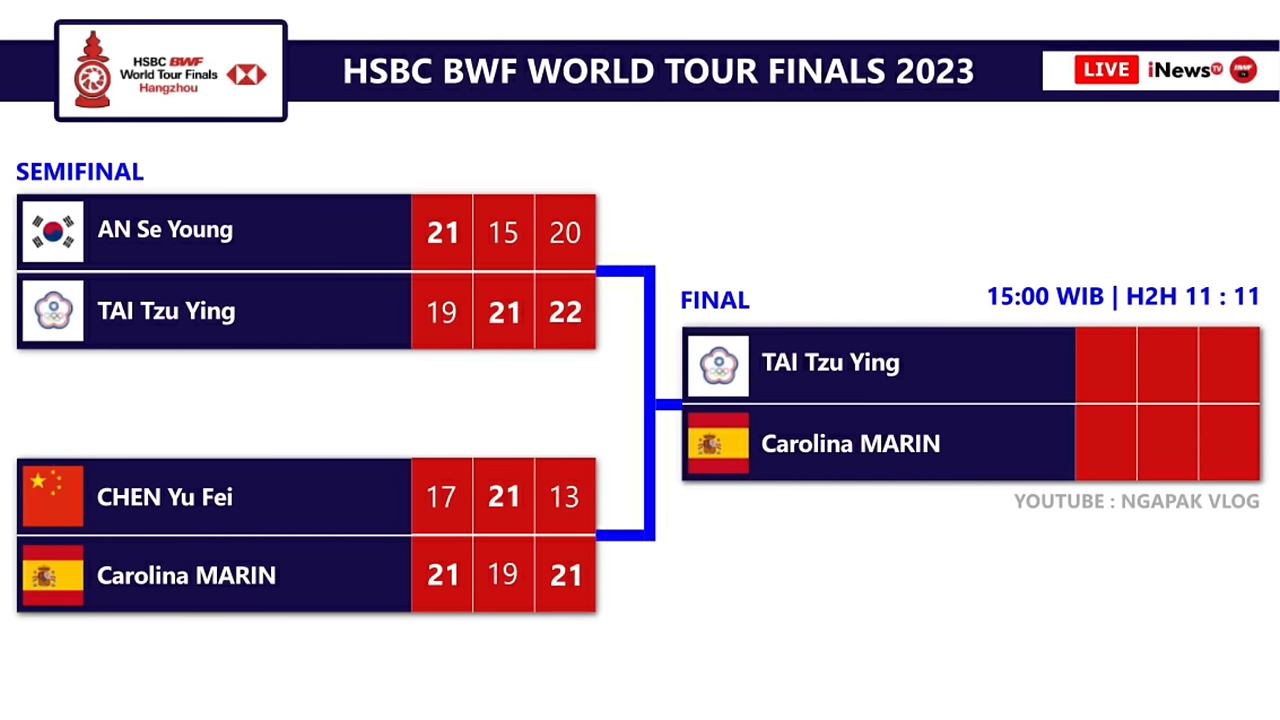 HSBC BWF
World Tour Finals
Hangzhou
HSBC BWF WORLD TOUR FINALS 2023
LIVE iNewsTV BWF
SEMIFINAL
AN Se Young 21 15 20
TAI Tzu Ying 19 21 22
CHEN Yu Fei 17 21 13
Carolina MARIN 21 19 21
FINAL 15:00 WIB | H2H 11 : 11
TAI Tzu Ying
Carolina MARIN
YOUTUBE : NGAPAK VLOG